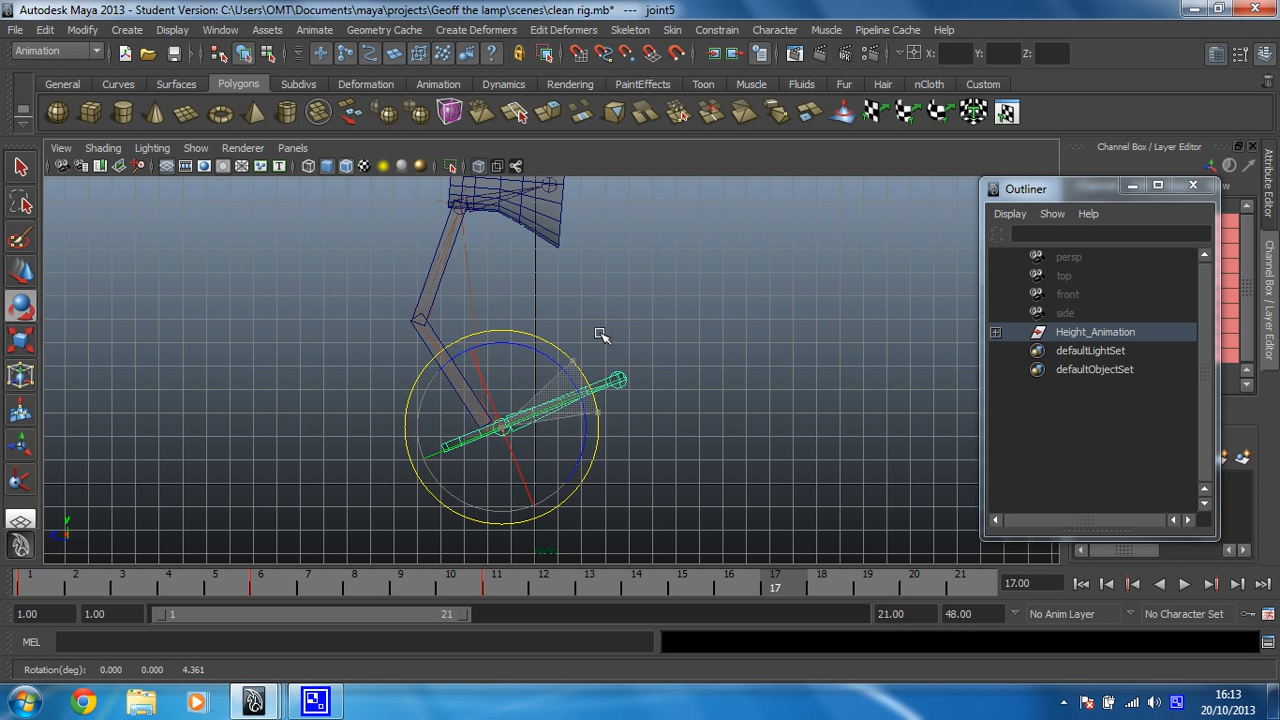 Autodesk Maya 2013 - Student Version: C:\Users\OMT\Documents\maya\projects\Geoff the lamp\scenes\clean rig.mb* --- joint5
File Edit Modify Create Display Window Assets Animate Geometry Cache Create Deformers Edit Deformers Skeleton Skin Constrain Character Muscle Pipeline Cache Help
Animation X: Y: Z:
General Curves Surfaces Polygons Subdivs Deformation Animation Dynamics Rendering PaintEffects Toon Muscle Fluids Fur Hair nCloth Custom
View Shading Lighting Show Renderer Panels
Channel Box / Layer Editor
Attribute Editor
Channel Box / Layer Editor
Outliner
Display Show Help
persp
top
front
side
Height_Animation
defaultLightSet
defaultObjectSet
y
1 2 3 4 5 6 7 8 9 10 11 12 13 14 15 16 17 18 19 20 21
17
17.00
1.00 1.00 1 21 21.00 48.00 No Anim Layer No Character Set
MEL
Rotation(deg): 0.000 0.000 4.361
16:13
20/10/2013